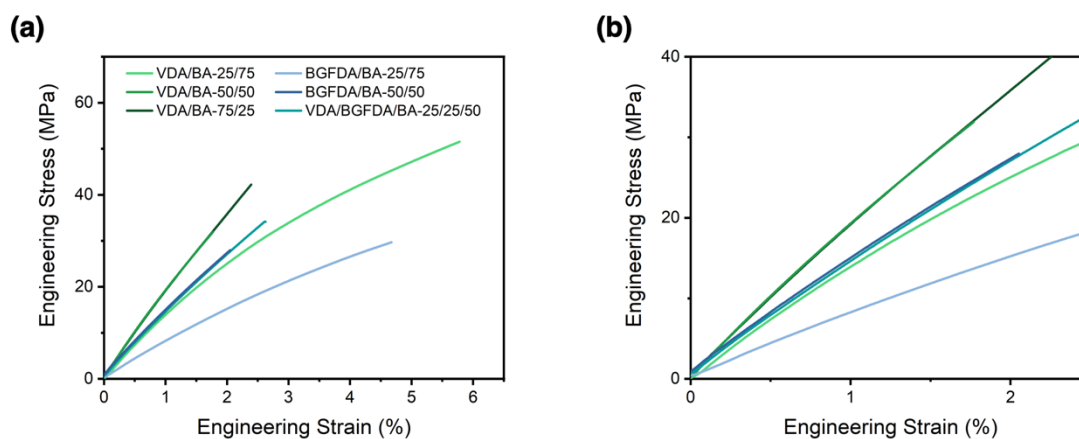 (a)
Engineering Stress (MPa)
60
40
20
0
VDA/BA-25/75
VDA/BA-50/50
VDA/BA-75/25
BGFDA/BA-25/75
BGFDA/BA-50/50
VDA/BGFDA/BA-25/25/50
0 1 2 3 4 5 6
Engineering Strain (%)
(b)
Engineering Stress (MPa)
40
20
0
0 1 2
Engineering Strain (%)